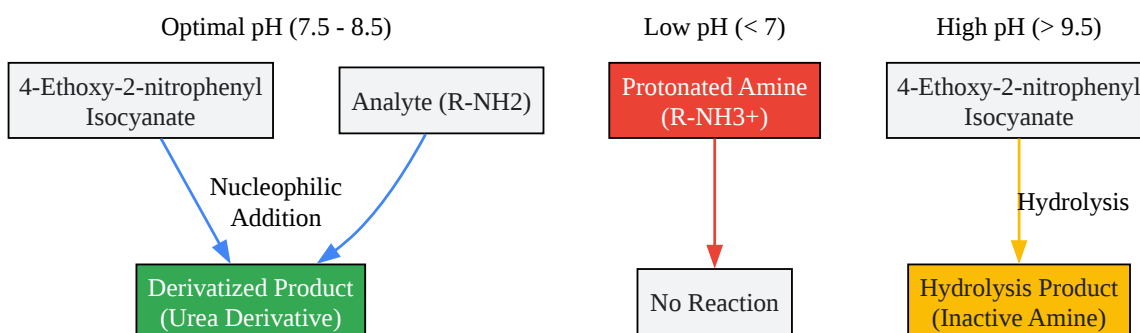 Optimal pH (7.5 - 8.5)
4-Ethoxy-2-nitrophenyl
Isocyanate
Analyte (R-NH2)
Nucleophilic
Addition
Derivatized Product
(Urea Derivative)
Low pH (< 7)
Protonated Amine
(R-NH3+)
No Reaction
High pH (> 9.5)
4-Ethoxy-2-nitrophenyl
Isocyanate
Hydrolysis
Hydrolysis Product
(Inactive Amine)